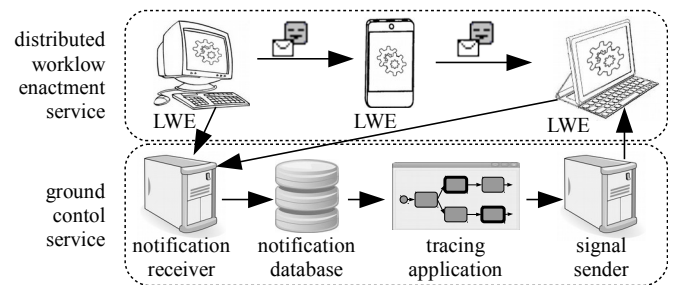 distributed
worklow
enactment
service
LWE
LWE
LWE
ground
contol
service
notification
receiver
notification
database
tracing
application
signal
sender